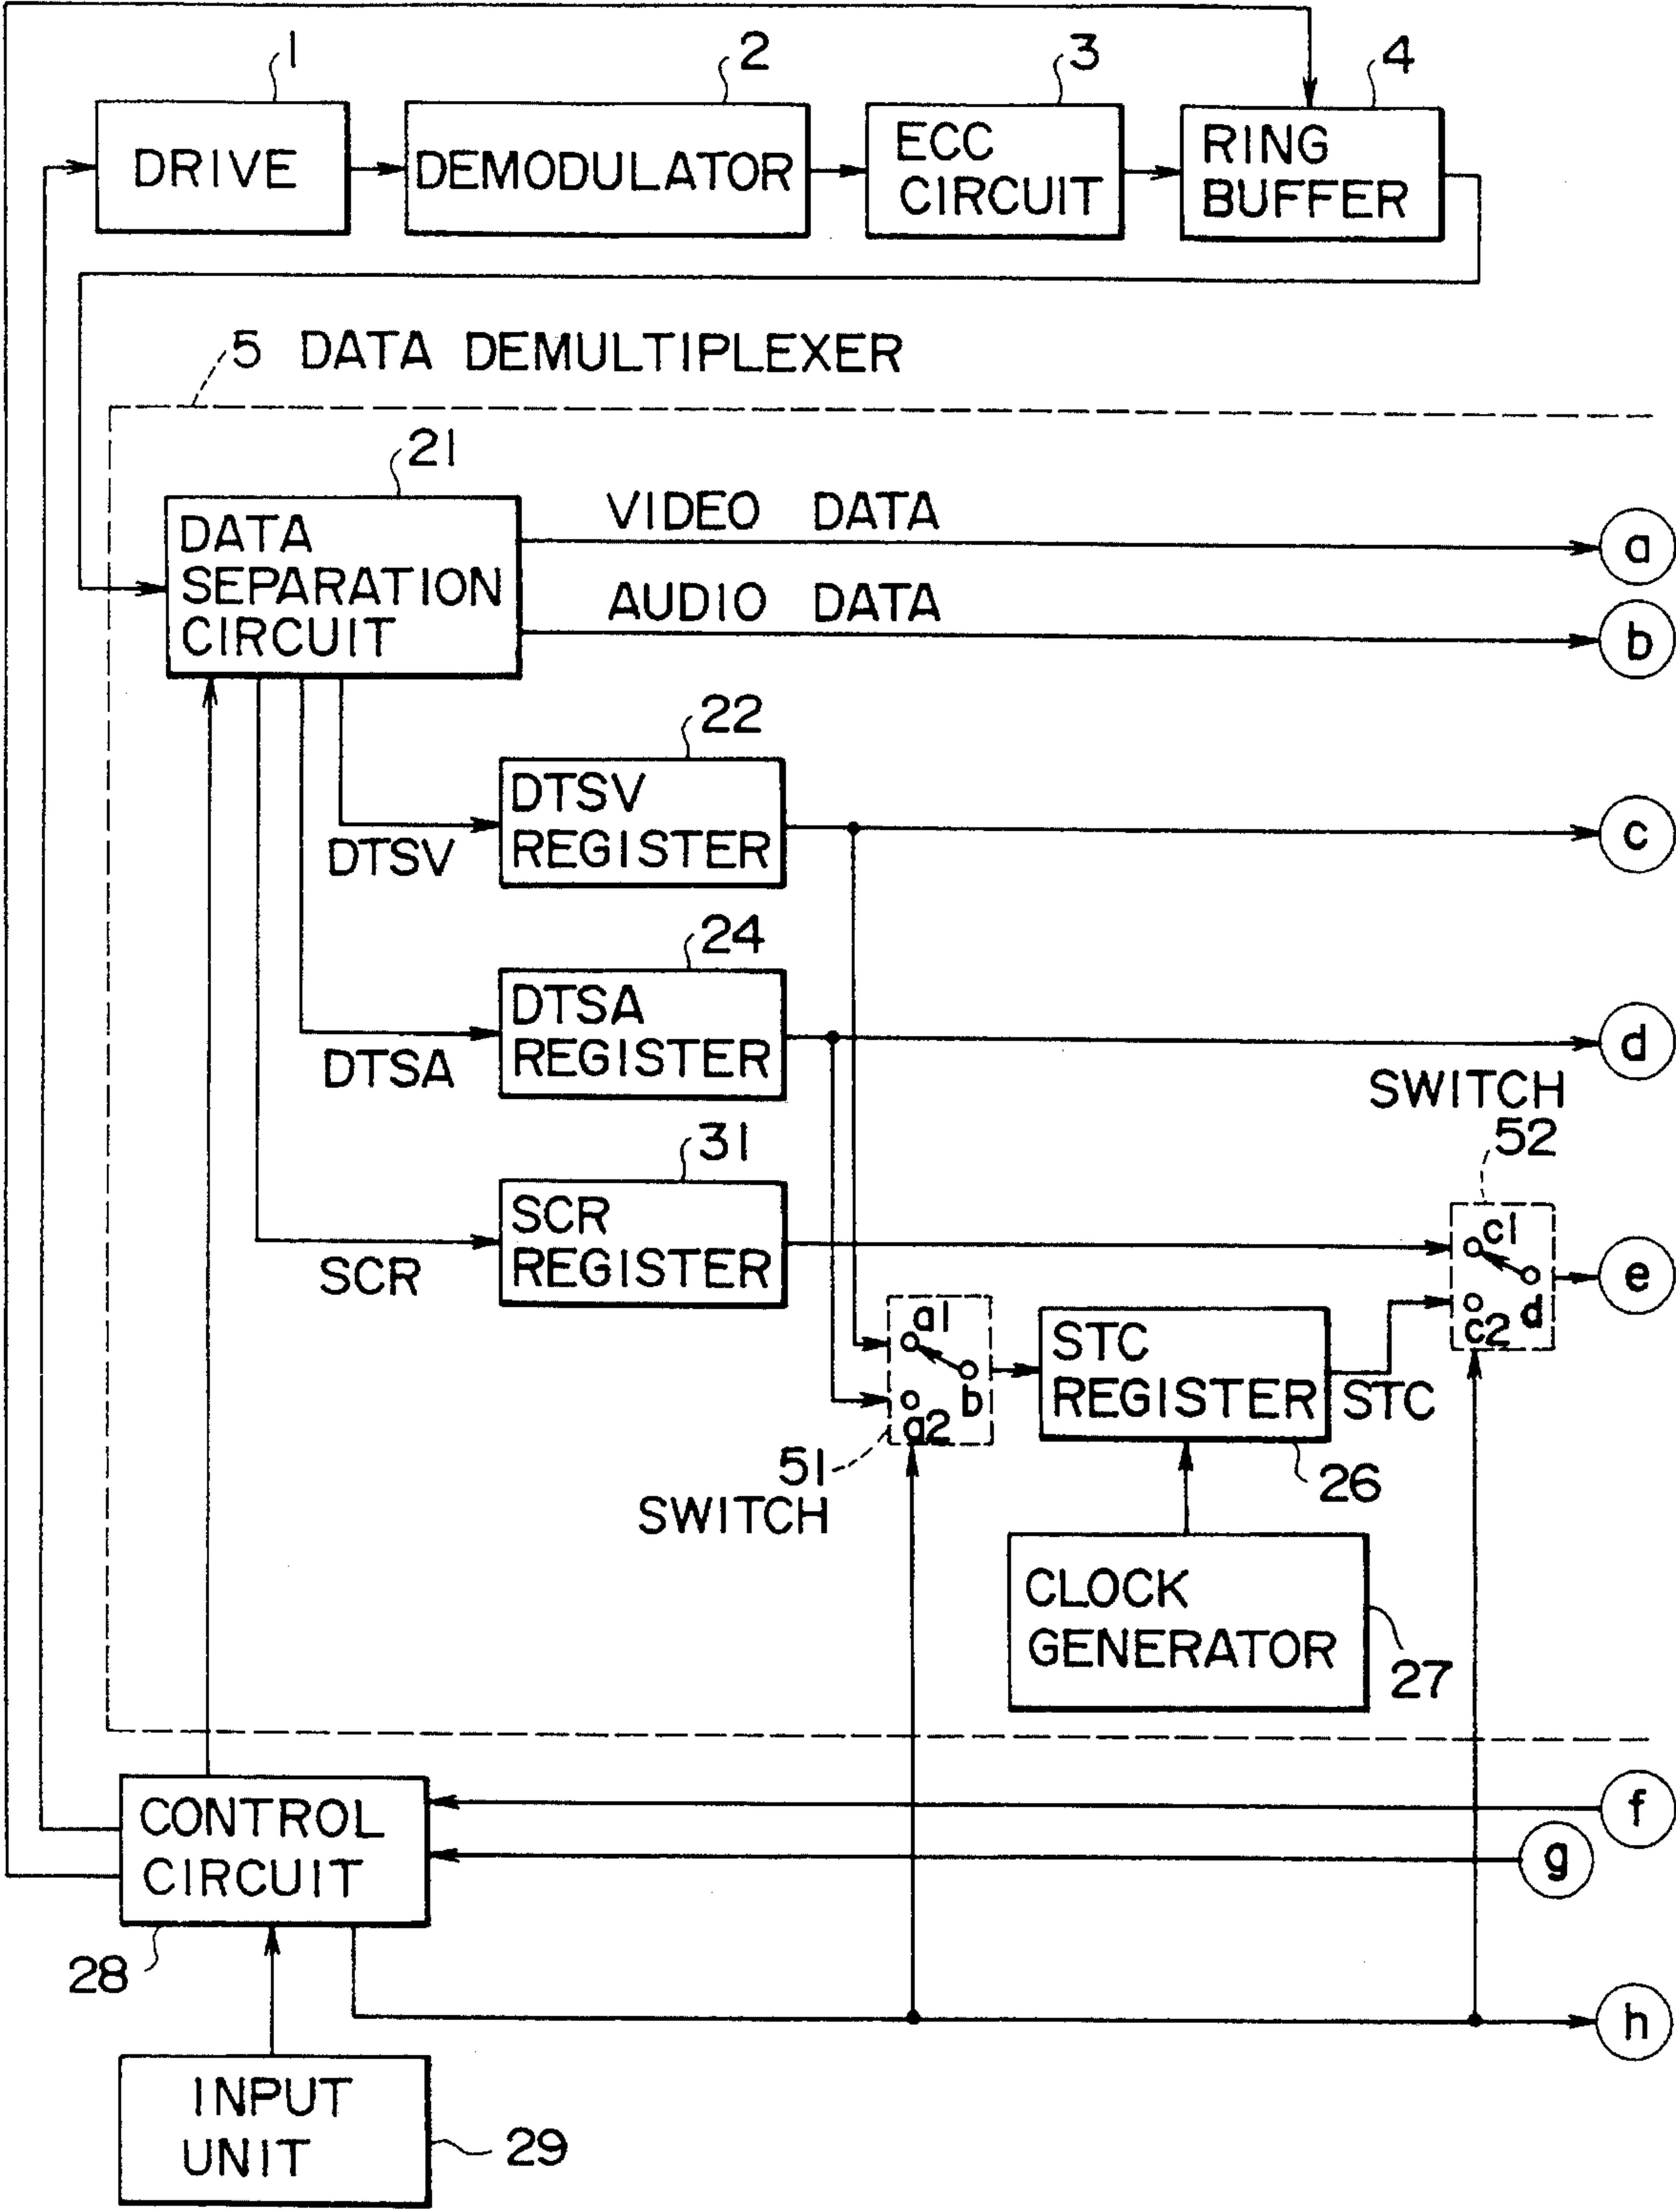 1
2
3
4
DRIVE
DEMODULATOR
ECC
CIRCUIT
RING
BUFFER
5 DATA DEMULTIPLEXER
21
DATA
SEPARATION
CIRCUIT
VIDEO DATA
a
AUDIO DATA
b
22
DTSV
REGISTER
DTSV
c
24
DTSA
REGISTER
DTSA
d
SWITCH
52
31
SCR
REGISTER
SCR
c1
d
c2
e
a1
b
a2
51
SWITCH
STC
REGISTER
STC
26
CLOCK
GENERATOR
27
CONTROL
CIRCUIT
28
f
g
h
INPUT
UNIT
29